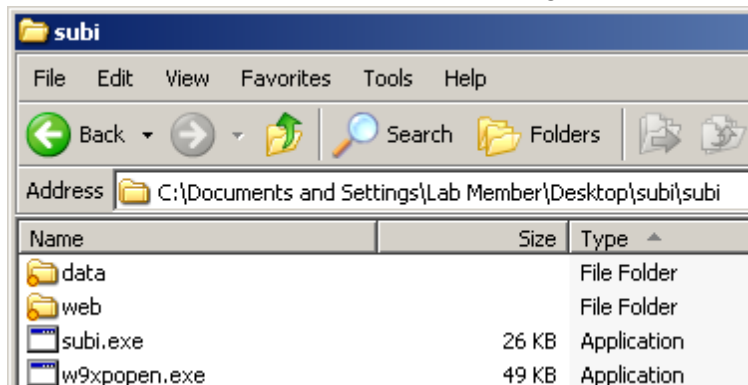 subi
File Edit View Favorites Tools Help
Back Search Folders
Address C:\Documents and Settings\Lab Member\Desktop\subi\subi
Name Size Type
data File Folder
web File Folder
subi.exe 26 KB Application
w9xpopen.exe 49 KB Application